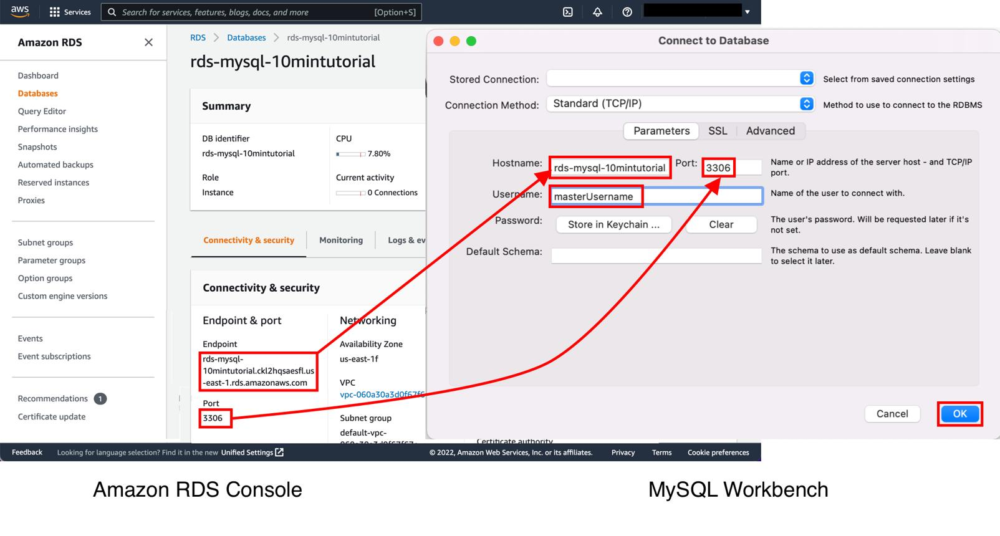 aws
Services
Search for services, features, blogs, docs, and more
[Option+S]
Amazon RDS
Dashboard
Databases
Query Editor
Performance insights
Snapshots
Automated backups
Reserved instances
Proxies
Subnet groups
Parameter groups
Option groups
Custom engine versions
Events
Event subscriptions
Recommendations 1
Certificate update
RDS > Databases > rds-mysql-10mintutorial
rds-mysql-10mintutorial
Summary
DB identifier
rds-mysql-10mintutorial
CPU
7.80%
Role
Instance
Current activity
0 Connections
Connectivity & security
Monitoring
Logs & ev
Connectivity & security
Endpoint & port
Endpoint
rds-mysql-
10mintutorial.ckl2hqsaesfl.us
-east-1.rds.amazonaws.com
Port
3306
Networking
Availability Zone
us-east-1f
VPC
vpc-060a30a3d0f67f6
Subnet group
default-vpc-
Certificate authority
Connect to Database
Stored Connection:
Select from saved connection settings
Connection Method:
Standard (TCP/IP)
Method to use to connect to the RDBMS
Parameters
SSL
Advanced
Hostname:
rds-mysql-10mintutorial
Port:
3306
Name or IP address of the server host - and TCP/IP
port.
Username:
masterUsername
Name of the user to connect with.
Password:
Store in Keychain ...
Clear
The user's password. Will be requested later if it's
not set.
Default Schema:
The schema to use as default schema. Leave blank
to select it later.
Cancel
OK
Feedback
Looking for language selection? Find it in the new Unified Settings
© 2022, Amazon Web Services, Inc. or its affiliates.
Privacy
Terms
Cookie preferences
Amazon RDS Console
MySQL Workbench